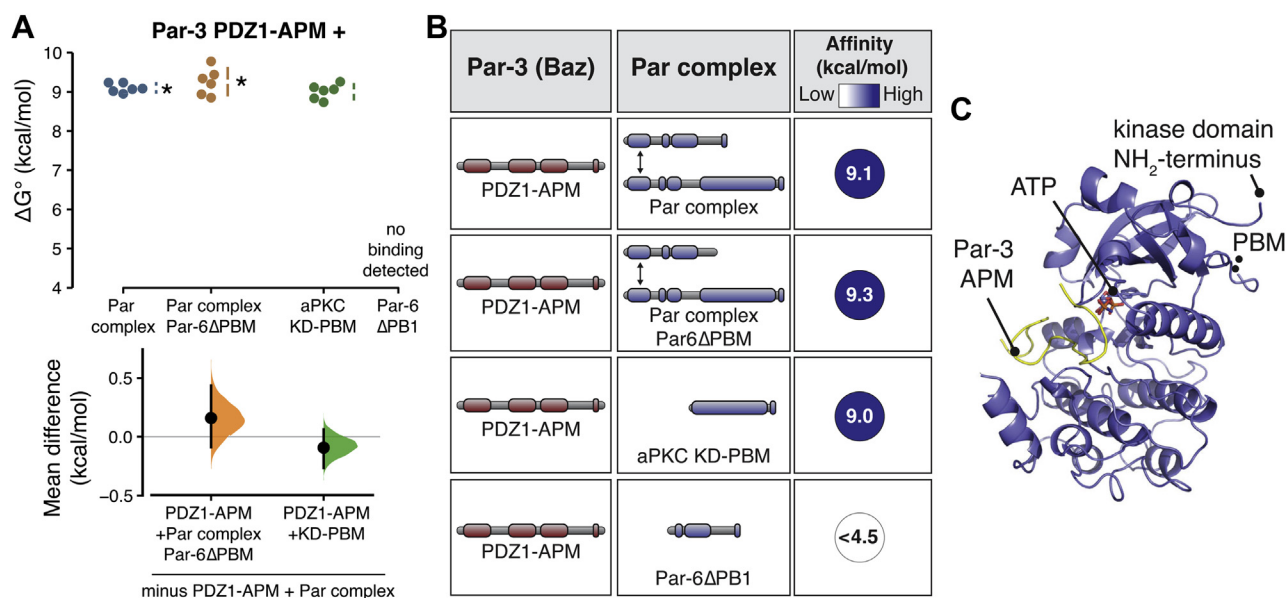 A
Par-3 PDZ1-APM +
10
9
8
7
6
5
4
ΔG° (kcal/mol)
*
*
no
binding
detected
Par
complex
Par complex
Par-6ΔPBM
aPKC
KD-PBM
Par-6
ΔPB1
0.5
0.0
−0.5
Mean difference
(kcal/mol)
PDZ1-APM
+Par complex
Par-6ΔPBM
PDZ1-APM
+KD-PBM
minus PDZ1-APM + Par complex
B
Par-3 (Baz)
Par complex
Affinity
(kcal/mol)
Low High
PDZ1-APM
Par complex
9.1
PDZ1-APM
Par complex
Par6ΔPBM
9.3
PDZ1-APM
aPKC KD-PBM
9.0
PDZ1-APM
Par-6ΔPB1
<4.5
C
kinase domain
NH2-terminus
ATP
Par-3
APM
PBM